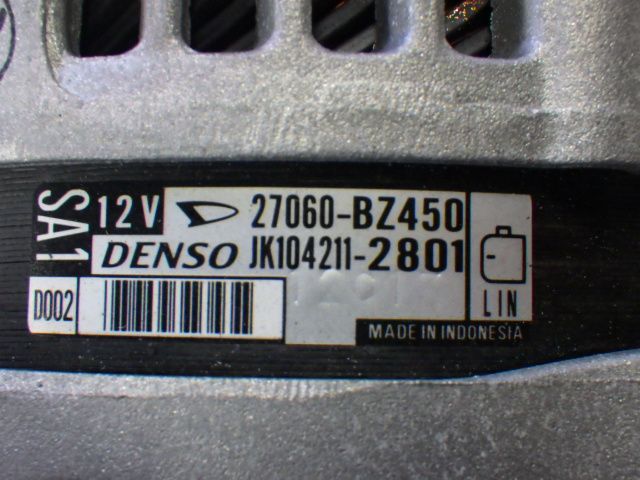 SA1
12V 27060-BZ450
DENSO JK104211-2801
D002
LIN
MADE IN INDONESIA